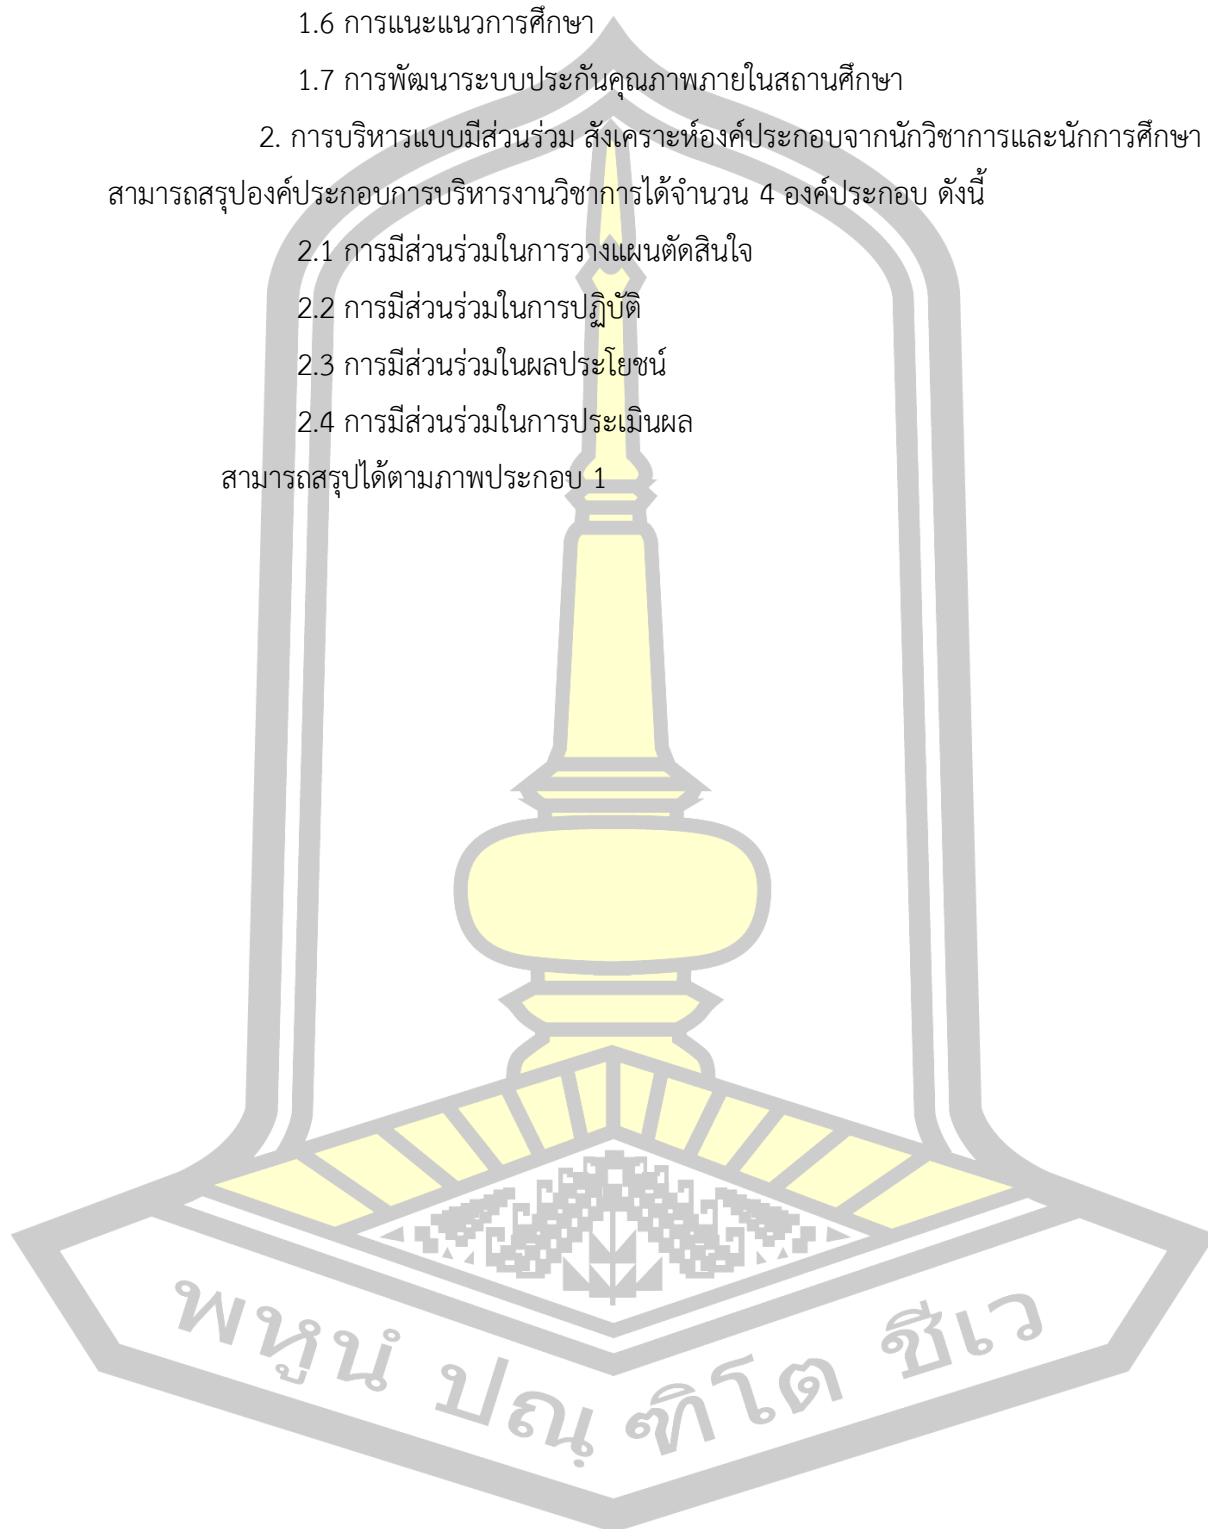 1.6 การแนะแนวการศึกษา
1.7 การพัฒนาระบบประกันคุณภาพภายในสถานศึกษา
2. การบริหารแบบมีส่วนร่วม สังเคราะห์องค์ประกอบจากนักวิชาการและนักการศึกษา
สามารถสรุปองค์ประกอบการบริหารงานวิชาการได้จำนวน 4 องค์ประกอบ ดังนี้
2.1 การมีส่วนร่วมในการวางแผนตัดสินใจ
2.2 การมีส่วนร่วมในการปฏิบัติ
2.3 การมีส่วนร่วมในผลประโยชน์
2.4 การมีส่วนร่วมในการประเมินผล
สามารถสรุปได้ตามภาพประกอบ 1
พหูนํ ปณฺฑิโต ชีเว